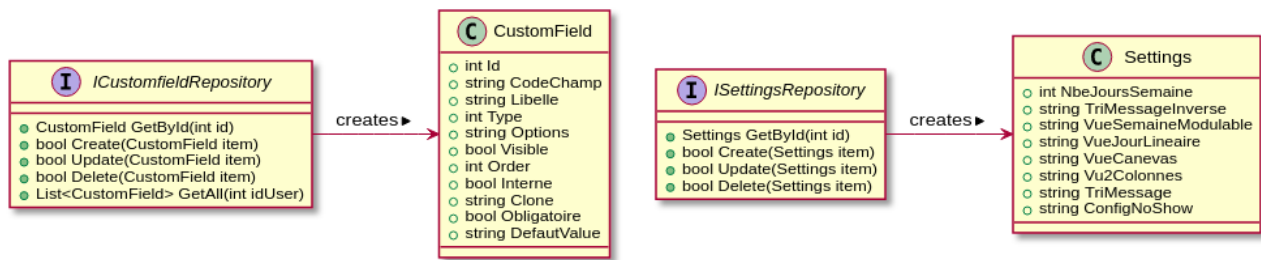 I ICustomfieldRepository
CustomField GetById(int id)
bool Create(CustomField item)
bool Update(CustomField item)
bool Delete(CustomField item)
List<CustomField> GetAll(int idUser)
creates
C CustomField
int Id
string CodeChamp
string Libelle
int Type
string Options
bool Visible
int Order
bool Interne
string Clone
bool Obligatoire
string DefautValue
I ISettingsRepository
Settings GetById(int id)
bool Create(Settings item)
bool Update(Settings item)
bool Delete(Settings item)
creates
C Settings
int NbeJoursSemaine
string TriMessageInverse
string VueSemaineModulable
string VueJourLineaire
string VueCanevas
string Vu2Colonnes
string TriMessage
string ConfigNoShow